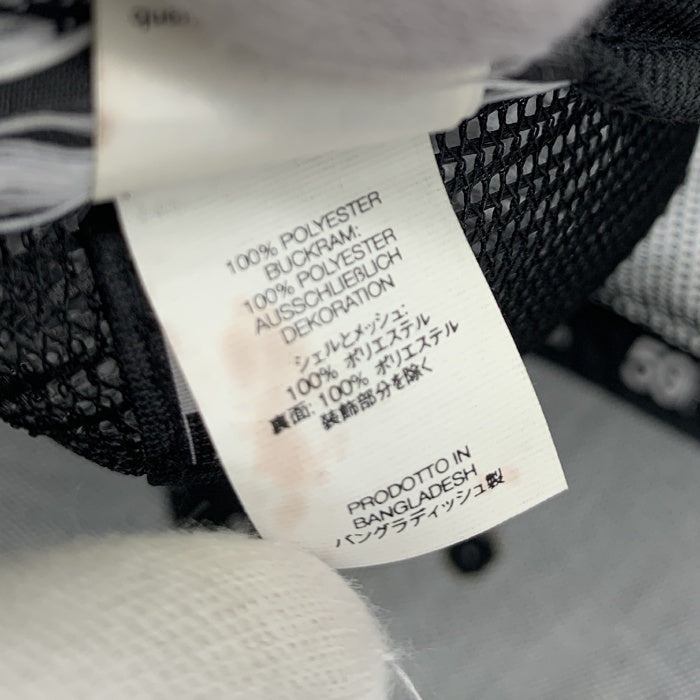 100% POLYESTER
BUCKRAM:
100% POLYESTER
AUSSCHLIEßLICH
DEKORATION
シェルとメッシュ:
100% ポリエステル
裏面: 100% ポリエステル
装飾部分を除く
PRODOTTO IN
BANGLADESH
バングラディッシュ製
50